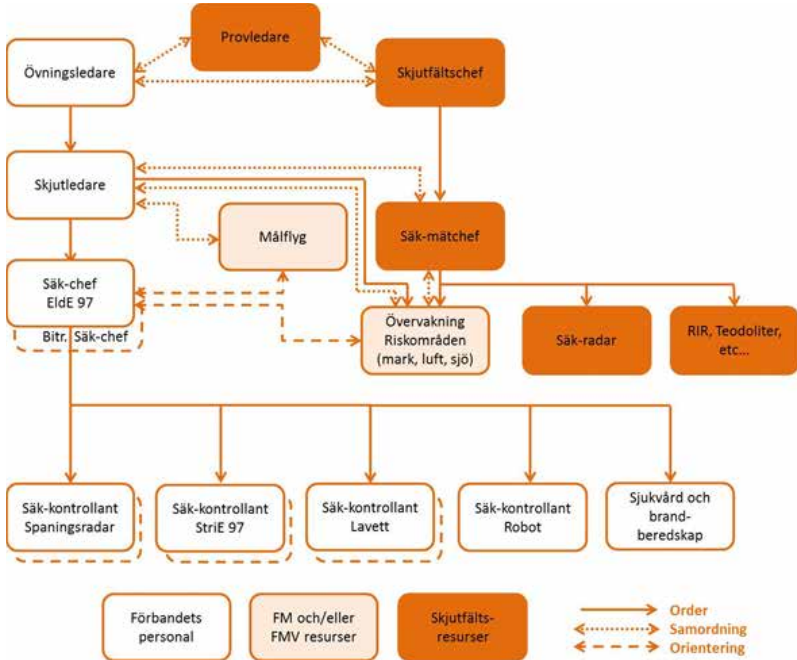 Provledare
Övningsledare
Skjutfältschef
Skjutledare
Målflyg
Säk-mätchef
Säk-chef
EldE 97
Bitr. Säk-chef
Övervakning
Riskområden
(mark, luft, sjö)
Säk-radar
RIR, Teodoliter,
etc...
Säk-kontrollant
Spaningsradar
Säk-kontrollant
StriE 97
Säk-kontrollant
Lavett
Säk-kontrollant
Robot
Sjukvård och
brand-
beredskap
Förbandets
personal
FM och/eller
FMV resurser
Skjutfälts-
resurser
Order
Samordning
Orientering